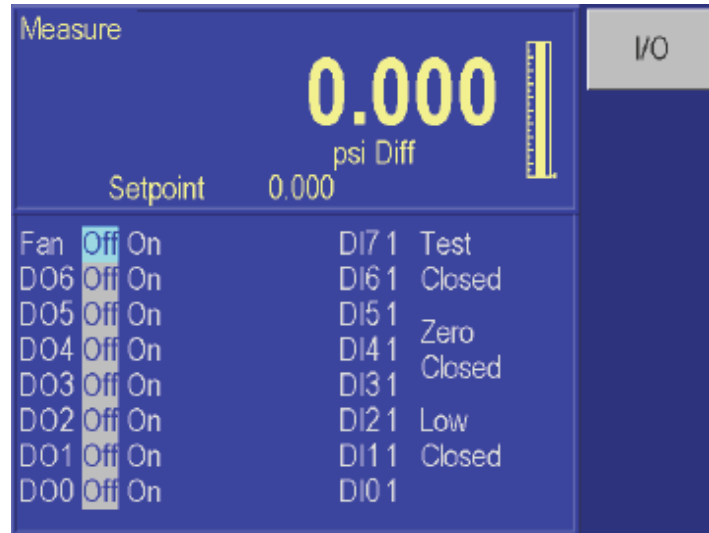 Measure
I/O
0.000
psi Diff
Setpoint 0.000
Fan Off On DI7 1 Test
DO6 Off On DI6 1 Closed
DO5 Off On DI5 1
Zero
DO4 Off On DI4 1
Closed
DO3 Off On DI3 1
DO2 Off On DI2 1 Low
DO1 Off On DI1 1 Closed
DO0 Off On DI0 1